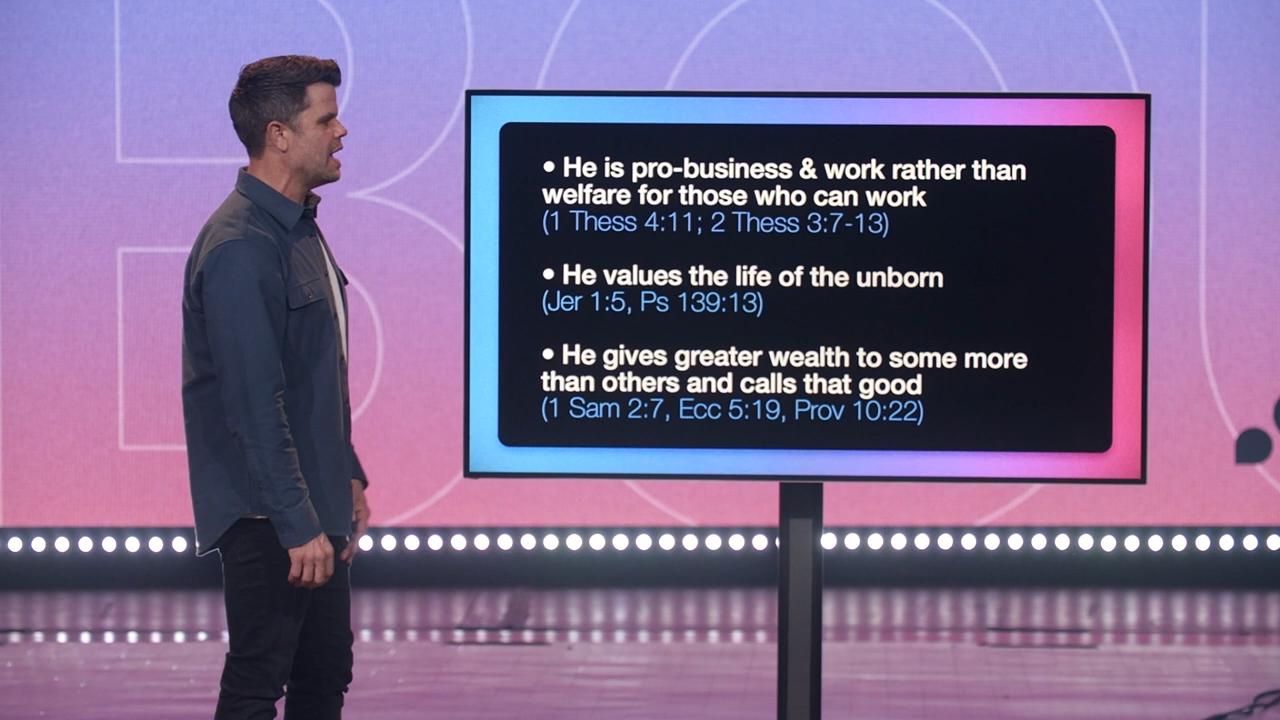 • He is pro-business & work rather than
welfare for those who can work
(1 Thess 4:11; 2 Thess 3:7-13)
• He values the life of the unborn
(Jer 1:5, Ps 139:13)
• He gives greater wealth to some more
than others and calls that good
(1 Sam 2:7, Ecc 5:19, Prov 10:22)